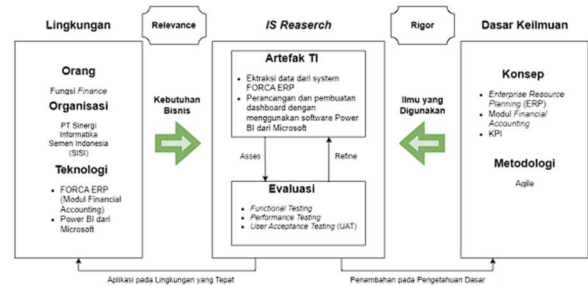 Lingkungan
Relevance
IS Reaserch
Rigor
Dasar Keilmuan
Orang
Fungsi Finance
Organisasi
PT Sinergi
Informatika
Semen Indonesia
(SISI)
Teknologi
• FORCA ERP
(Modul Financial
Accounting)
• Power BI dari
Microsoft
Kebutuhan
Bisnis
Artefak TI
• Ektraksi data dari system
FORCA ERP
• Perancangan dan pembuatan
dashboard dengan
menggunakan software Power
BI dari Microsoft
Asses
Refine
Evaluasi
• Functional Testing
• Performance Testing
• User Acceptance Testing (UAT)
Ilmu yang
Digunakan
Konsep
• Enterprise Resource
Planning (ERP)
• Modul Financial
Accounting
• KPI
Metodologi
Agile
Aplikasi pada Lingkungan yang Tepat
Penambahan pada Pengetahuan Dasar